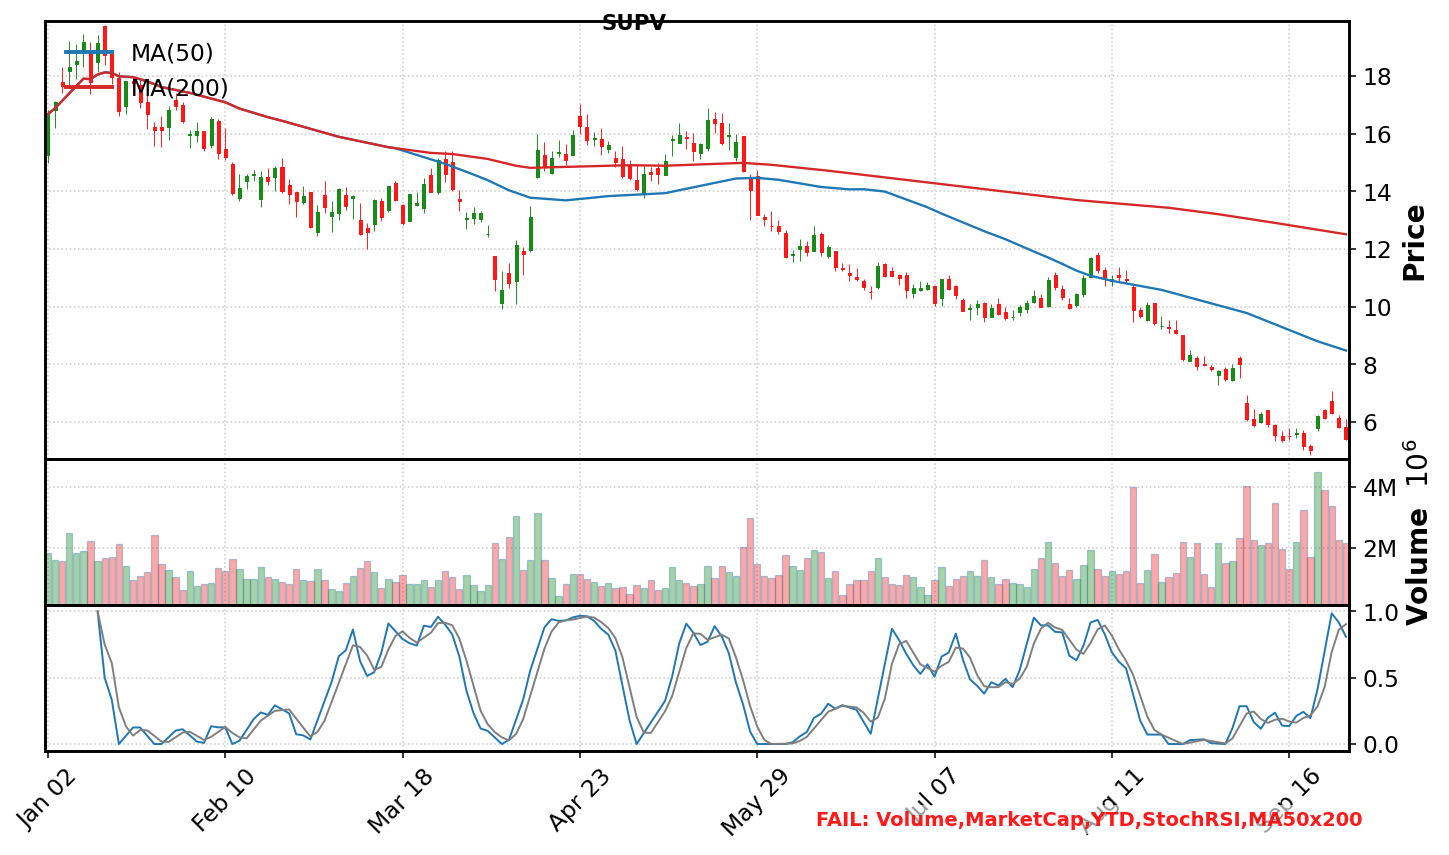 SUPV
MA(50)
MA(200)
18
16
14
12
10
8
6
Price
4M
2M
Volume 10^6
1.0
0.5
0.0
Jan 02
Feb 10
Mar 18
Apr 23
May 29
Jul 07
Aug 11
Sep 16
FAIL: Volume,MarketCap,YTD,StochRSI,MA50x200